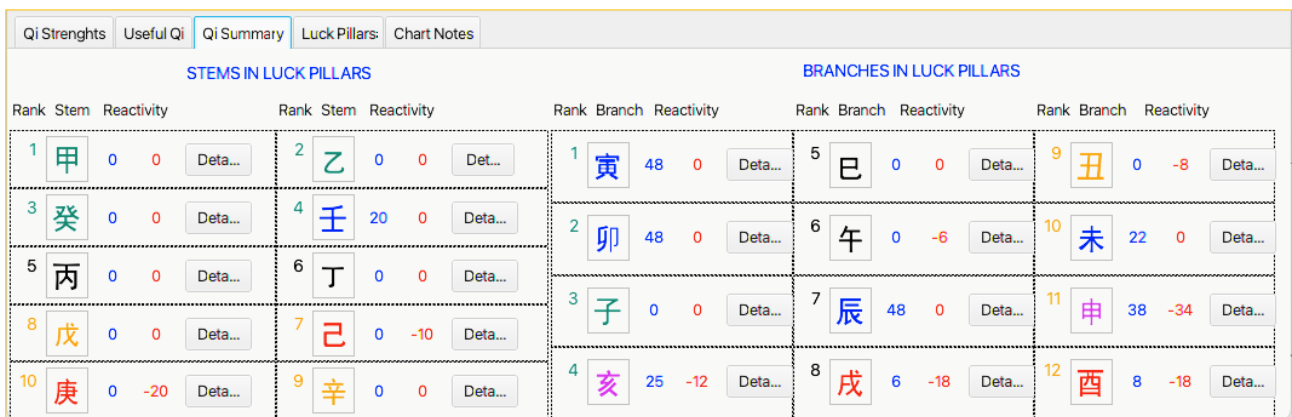 Qi Strenghts Useful Qi Qi Summary Luck Pillars Chart Notes
STEMS IN LUCK PILLARS
Rank Stem Reactivity Rank Stem Reactivity
1 甲 0 0 Deta... 2 乙 0 0 Det...
3 癸 0 0 Deta... 4 壬 20 0 Deta...
5 丙 0 0 Deta... 6 丁 0 0 Deta...
8 戊 0 0 Deta... 7 己 0 -10 Deta...
10 庚 0 -20 Deta... 9 辛 0 0 Deta...
BRANCHES IN LUCK PILLARS
Rank Branch Reactivity Rank Branch Reactivity Rank Branch Reactivity
1 寅 48 0 Deta... 5 巳 0 0 Deta... 9 丑 0 -8 Deta...
2 卯 48 0 Deta... 6 午 0 -6 Deta... 10 未 22 0 Deta...
3 子 0 0 Deta... 7 辰 48 0 Deta... 11 申 38 -34 Deta...
4 亥 25 -12 Deta... 8 戌 6 -18 Deta... 12 酉 8 -18 Deta...